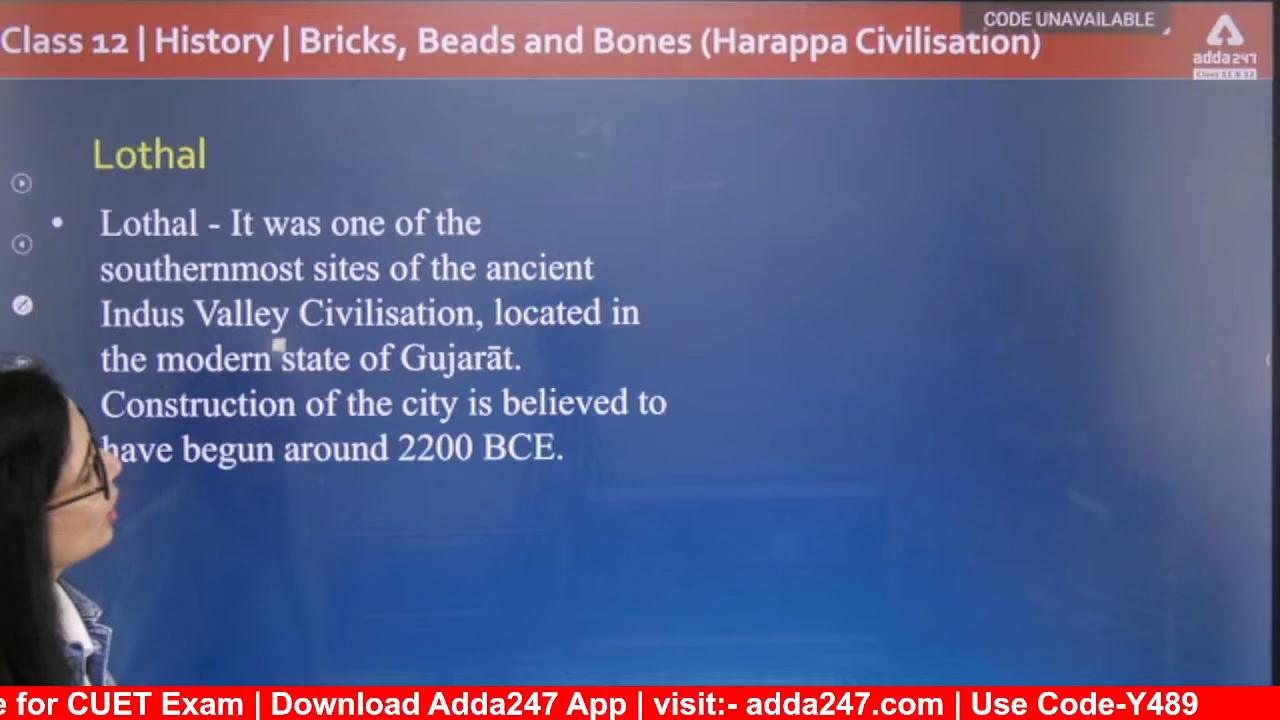 CODE UNAVAILABLE
Class 12 | History | Bricks, Beads and Bones (Harappa Civilisation)
adda247
Class 11 & 12
Lothal
• Lothal - It was one of the
southernmost sites of the ancient
Indus Valley Civilisation, located in
the modern state of Gujarāt.
Construction of the city is believed to
have begun around 2200 BCE.
e for CUET Exam | Download Adda247 App | visit:- adda247.com | Use Code-Y489